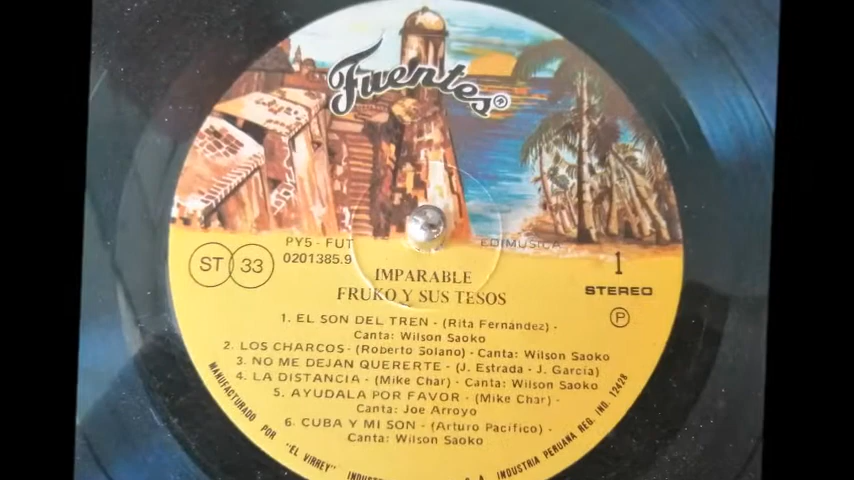 Fuentes ®
PY5 - FUT
0201385.9
EDIMUSICA
ST 33
1
STEREO
IMPARABLE
FRUKO Y SUS TESOS
P
1. EL SON DEL TREN - (Rita Fernández) -
Canta: Wilson Saoko
2. LOS CHARCOS - (Roberto Solano) - Canta: Wilson Saoko
3. NO ME DEJAN QUERERTE - (J. Estrada - J. García)
4. LA DISTANCIA - (Mike Char) - Canta: Wilson Saoko
5. AYUDALA POR FAVOR - (Mike Char) -
Canta: Joe Arroyo
6. CUBA Y MI SON - (Arturo Pacífico) -
Canta: Wilson Saoko
MANUFACTURADO POR "EL VIRREY" A. INDUSTRIA PERUANA REG. IND. 12428